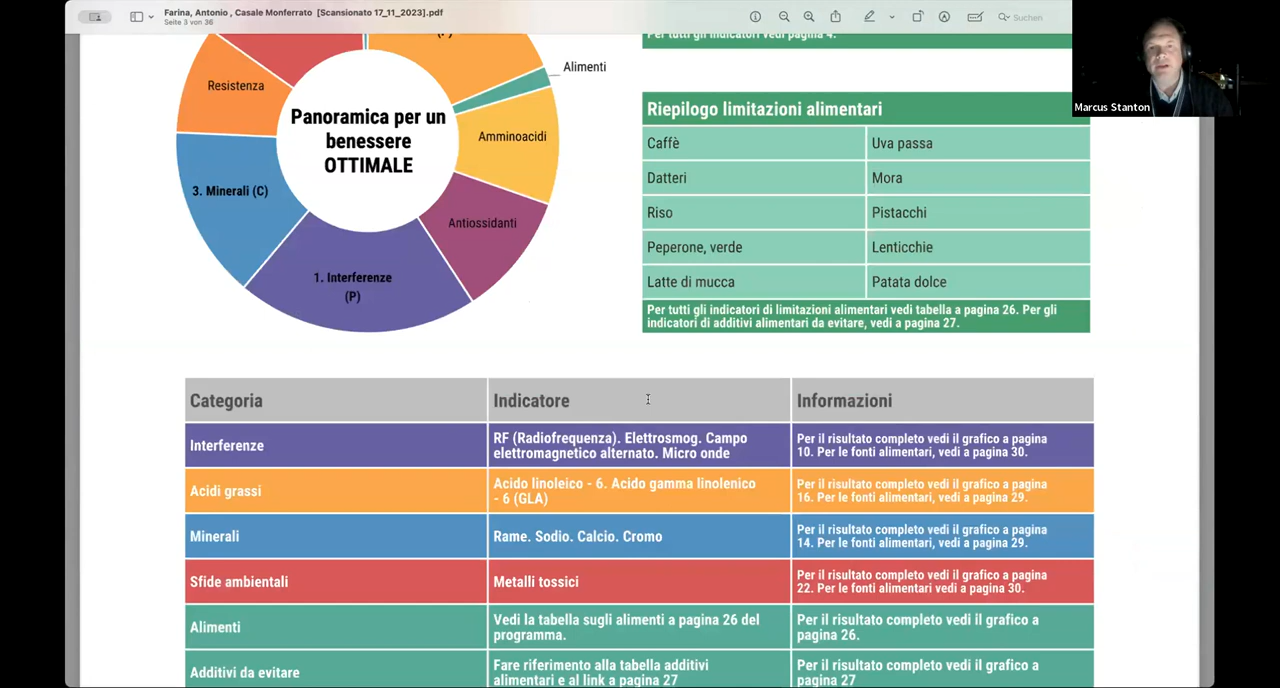 Farina, Antonio , Casale Monferrato [Scansionato 17_11_2023].pdf
Seite 3 von 36
Suchen
Marcus Stanton
(P)
Alimenti
Resistenza
Amminoacidi
3. Minerali (C)
Antiossidanti
1. Interferenze
(P)
Panoramica per un
benessere
OTTIMALE
Per tutti gli indicatori vedi pagina 4.
Riepilogo limitazioni alimentari
Caffè Uva passa
Datteri Mora
Riso Pistacchi
Peperone, verde Lenticchie
Latte di mucca Patata dolce
Per tutti gli indicatori di limitazioni alimentari vedi tabella a pagina 26. Per gli
indicatori di additivi alimentari da evitare, vedi a pagina 27.
Categoria Indicatore Informazioni
Interferenze
RF (Radiofrequenza). Elettrosmog. Campo
elettromagnetico alternato. Micro onde
Per il risultato completo vedi il grafico a pagina
10. Per le fonti alimentari, vedi a pagina 30.
Acidi grassi
Acido linoleico - 6. Acido gamma linolenico
- 6 (GLA)
Per il risultato completo vedi il grafico a pagina
16. Per le fonti alimentari, vedi a pagina 29.
Minerali
Rame. Sodio. Calcio. Cromo
Per il risultato completo vedi il grafico a pagina
14. Per le fonti alimentari, vedi a pagina 29.
Sfide ambientali
Metalli tossici
Per il risultato completo vedi il grafico a pagina
22. Per le fonti alimentari vedi a pagina 30.
Alimenti
Vedi la tabella sugli alimenti a pagina 26 del
programma.
Per il risultato completo vedi il grafico a
pagina 26.
Additivi da evitare
Fare riferimento alla tabella additivi
alimentari e al link a pagina 27
Per il risultato completo vedi il grafico a
pagina 27